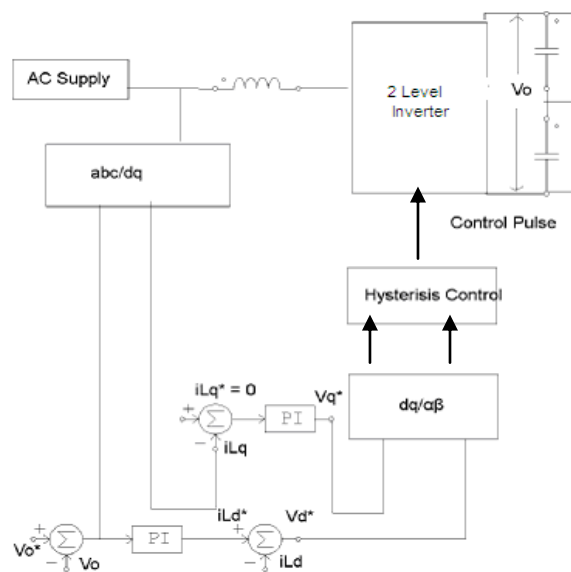 AC Supply
2 Level
Inverter
Vo
abc/dq
Control Pulse
Hysterisis Control
iLq* = 0
Vq*
dq/αβ
+
Σ
PI
−
iLq
iLd*
Vd*
+
Σ
PI
+
Σ
Vo*
−
Vo
−
iLd